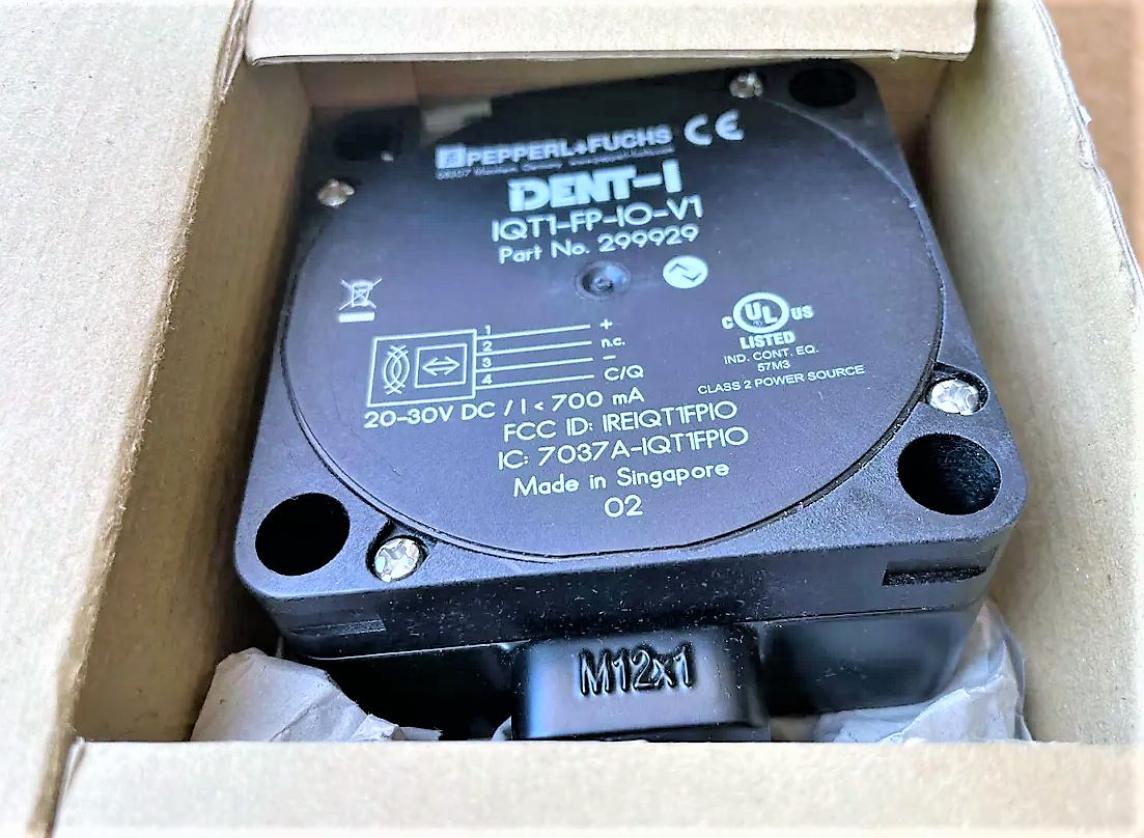 PEPPERL+FUCHS CE
iDENT-I
IQT1-FP-IO-V1
Part No. 299929
1 +
2 n.c.
3 −
4 C/Q
C UL US
LISTED
IND. CONT. EQ.
57M3
CLASS 2 POWER SOURCE
20-30V DC / I < 700 mA
FCC ID: IREIQT1FPIO
IC: 7037A-IQT1FPIO
Made in Singapore
02
M12x1